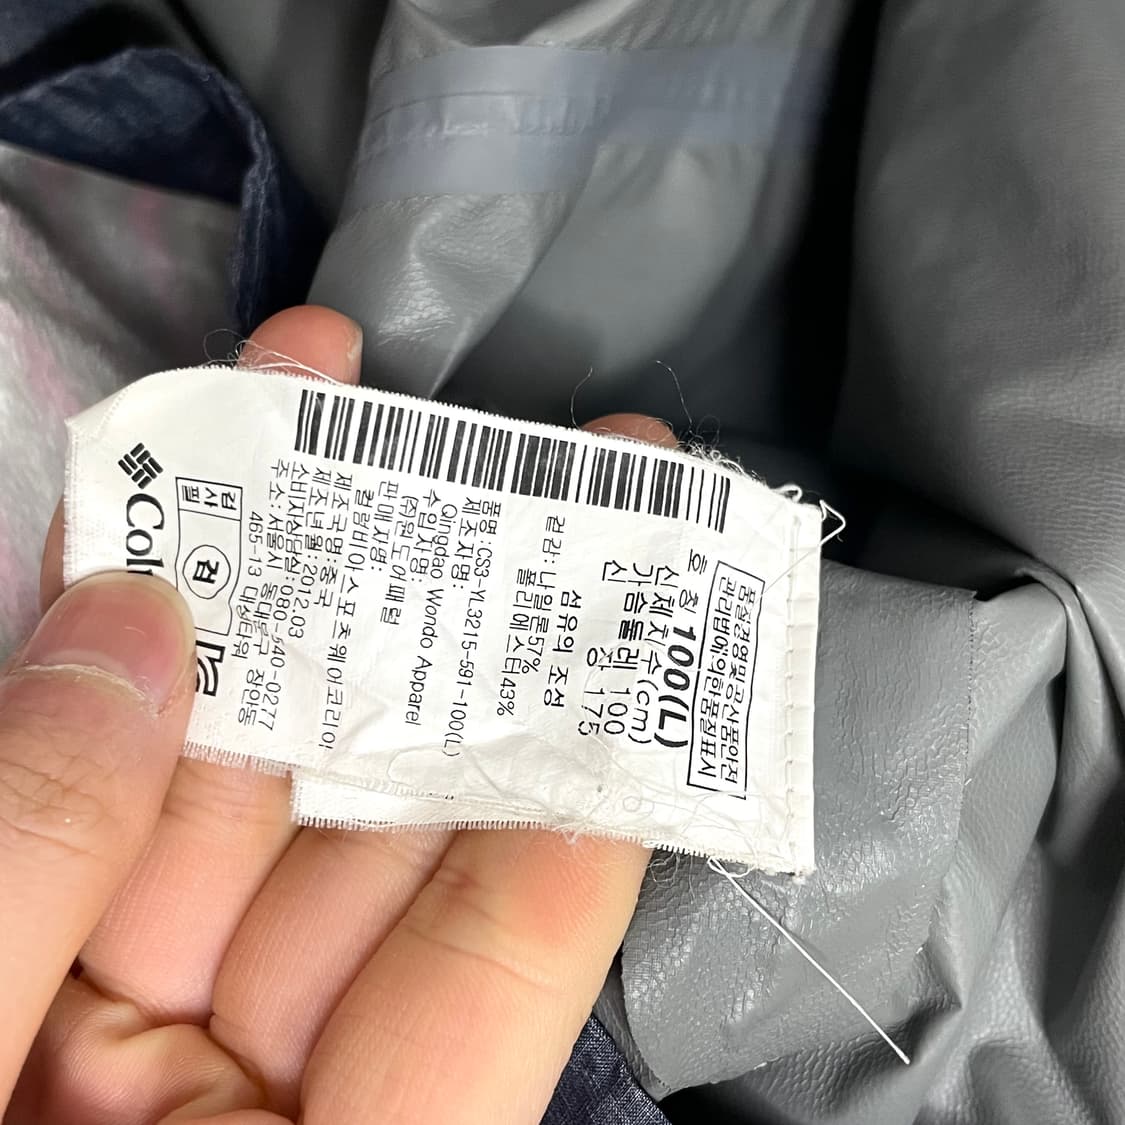 품질경영 및 공산품안전
관리법에 의한 품질표시
호 칭 100(L)
신체치수(cm)
가슴둘레 100
신 장 175
섬유의 조성
겉감: 나일론57%
폴리에스터43%
품명:CS3-YL3215-591-100(L)
제조자명:
Qingdao Wondo Apparel
수입자명:
(주)원도어패럴
판매자명:
컬럼비아스포츠웨어코리아
제조국명:중국
제조년월:2012.03
소비자상담실:080-540-0277
주소:서울시 동대문구 장안동
465-13 대성타워
검사필
검